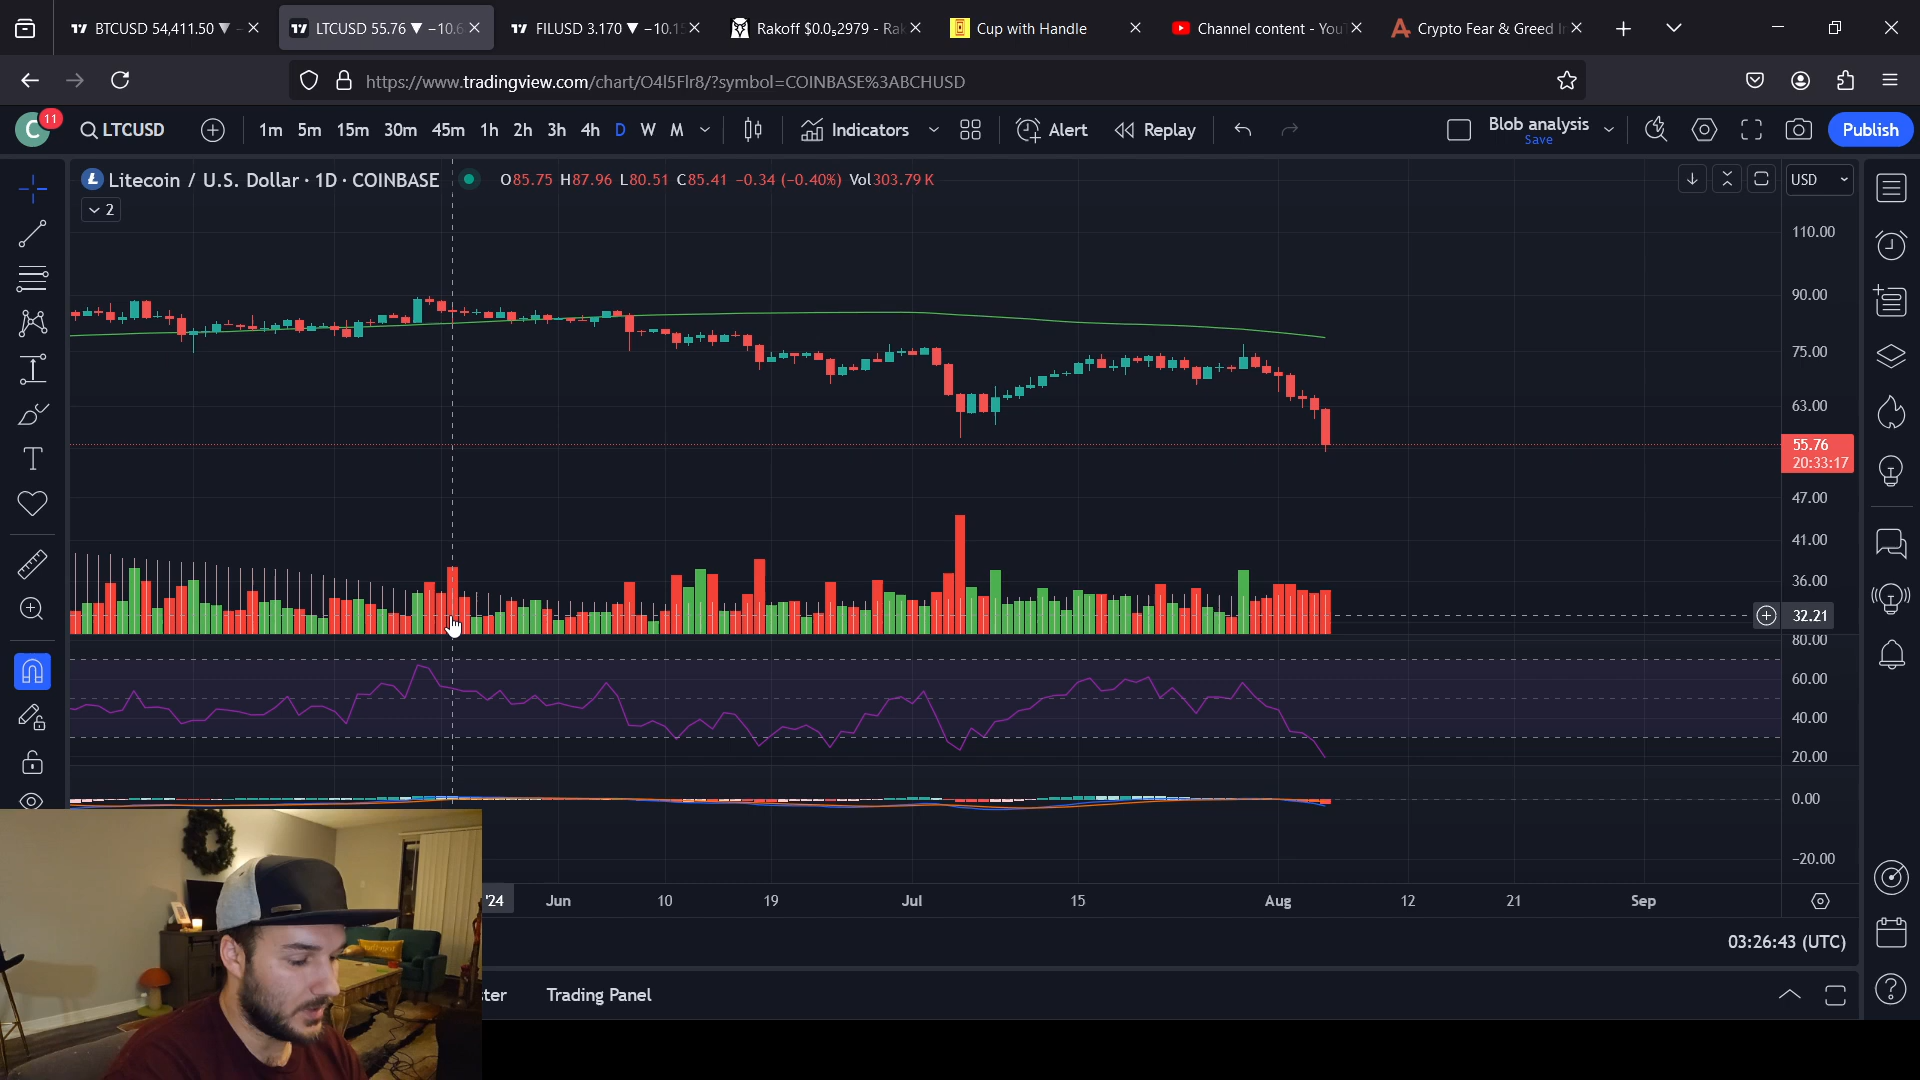 BTCUSD 54,411.50 ▼ −
LTCUSD 55.76 ▼ −10.6
FILUSD 3.170 ▼ −10.1
Rakoff $0.0₅2979 - Rak
Cup with Handle
Channel content - YouT
Crypto Fear & Greed I
https://www.tradingview.com/chart/O4l5Flr8/?symbol=COINBASE%3ABCHUSD
C
11
LTCUSD
1m 5m 15m 30m 45m 1h 2h 3h 4h D W M
Indicators
Alert
Replay
Blob analysis
Save
Publish
Litecoin / U.S. Dollar · 1D · COINBASE
O85.75 H87.96 L80.51 C85.41 −0.34 (−0.40%) Vol303.79 K
USD
2
110.00
90.00
75.00
63.00
55.76
20:33:17
47.00
41.00
36.00
32.21
80.00
60.00
40.00
20.00
0.00
−20.00
'24 Jun 10 19 Jul 15 Aug 12 21 Sep
03:26:43 (UTC)
ster
Trading Panel